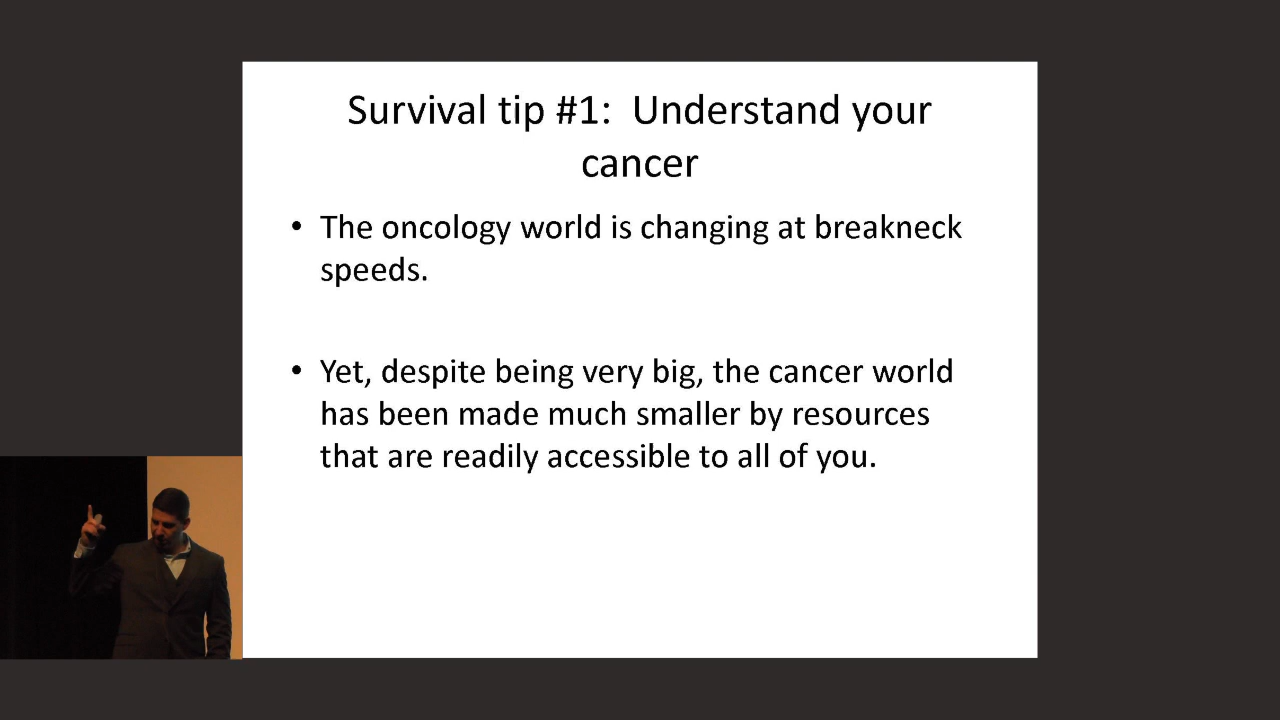 Survival tip #1: Understand your
cancer
• The oncology world is changing at breakneck
speeds.
• Yet, despite being very big, the cancer world
has been made much smaller by resources
that are readily accessible to all of you.